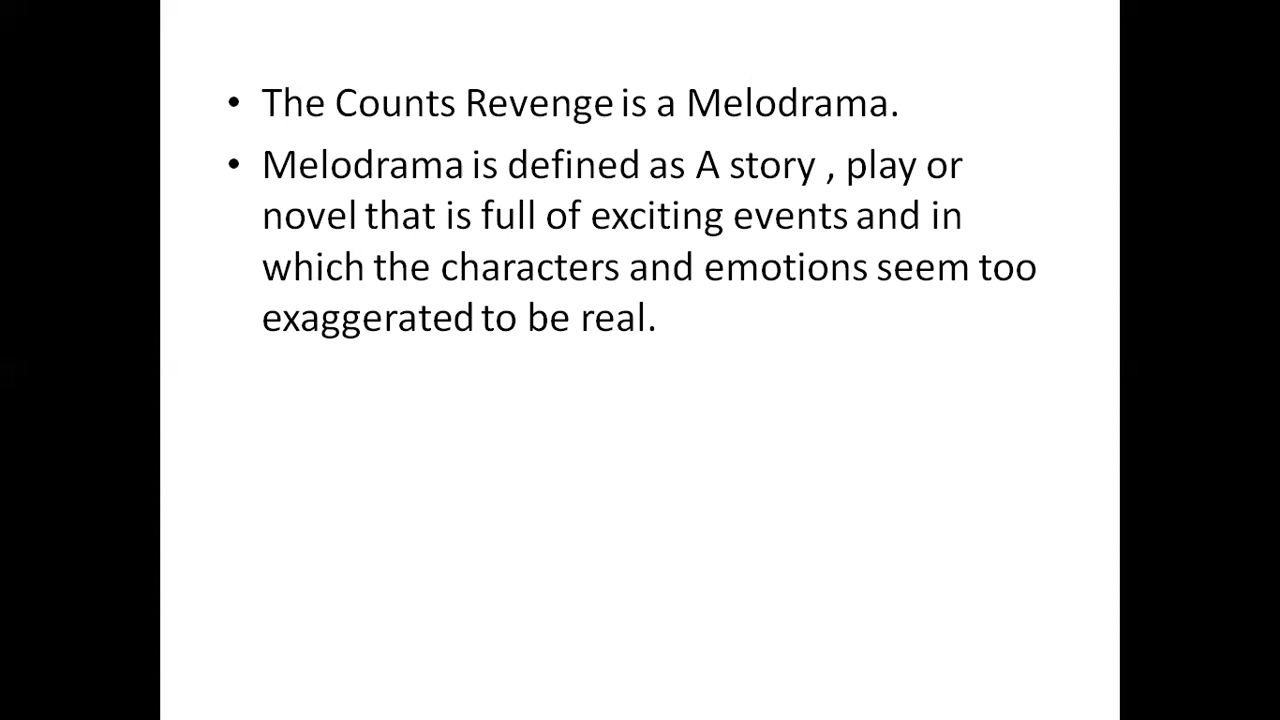 • The Counts Revenge is a Melodrama.
• Melodrama is defined as A story , play or
novel that is full of exciting events and in
which the characters and emotions seem too
exaggerated to be real.